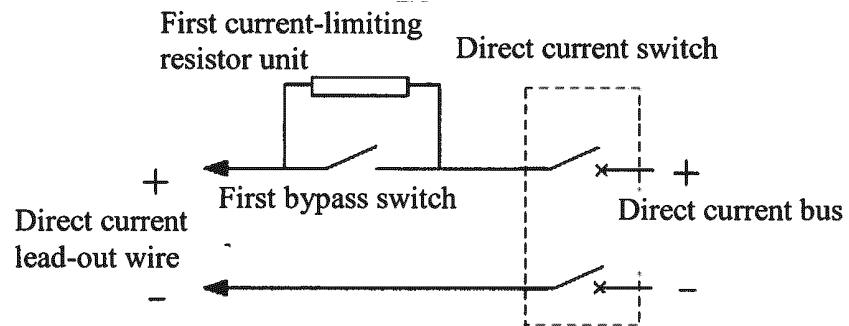 First current-limiting
resistor unit
Direct current switch
+
First bypass switch
+
Direct current bus
Direct current
lead-out wire
−
−